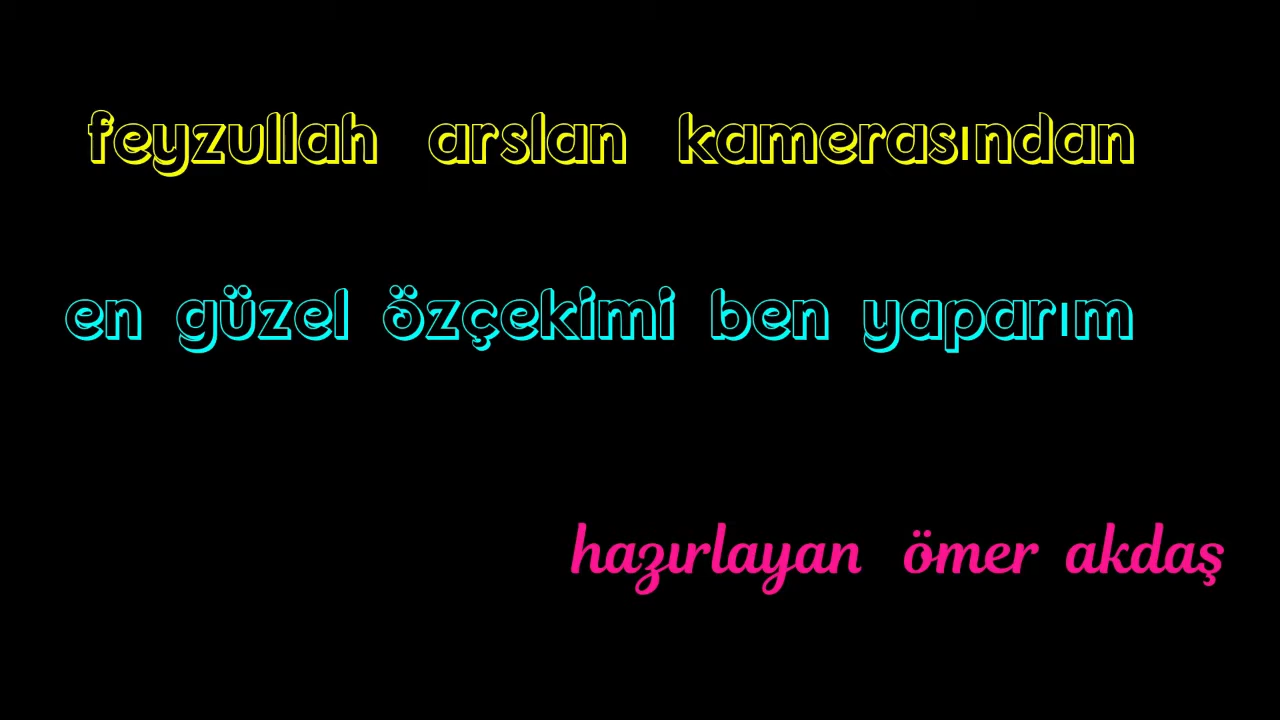 feyzullah arslan kamerasından
en güzel özçekimi ben yaparım
hazırlayan ömer akdaş